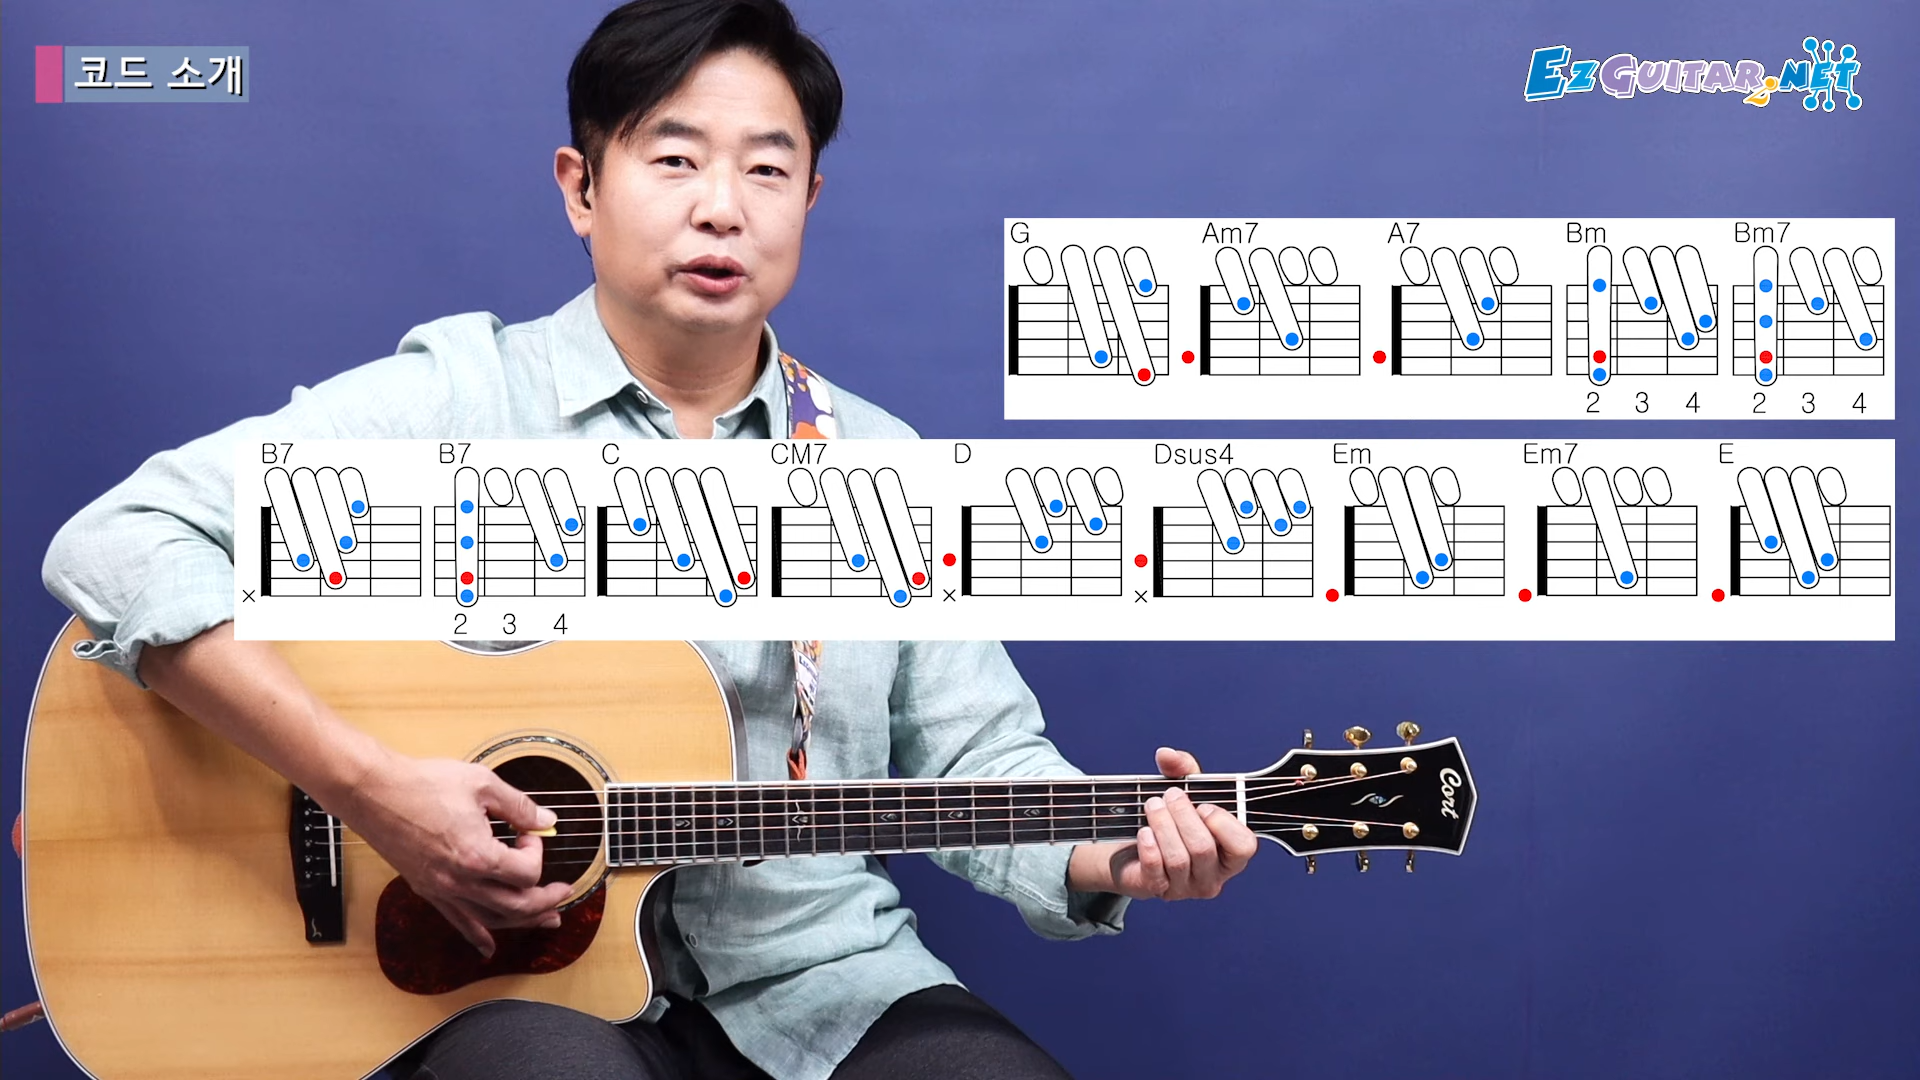 코드 소개
EZGUITAR.NET
G Am7 A7 Bm Bm7
2 3 4 2 3 4
B7 B7 C CM7 D Dsus4 Em Em7 E
× × ×
2 3 4
Cort